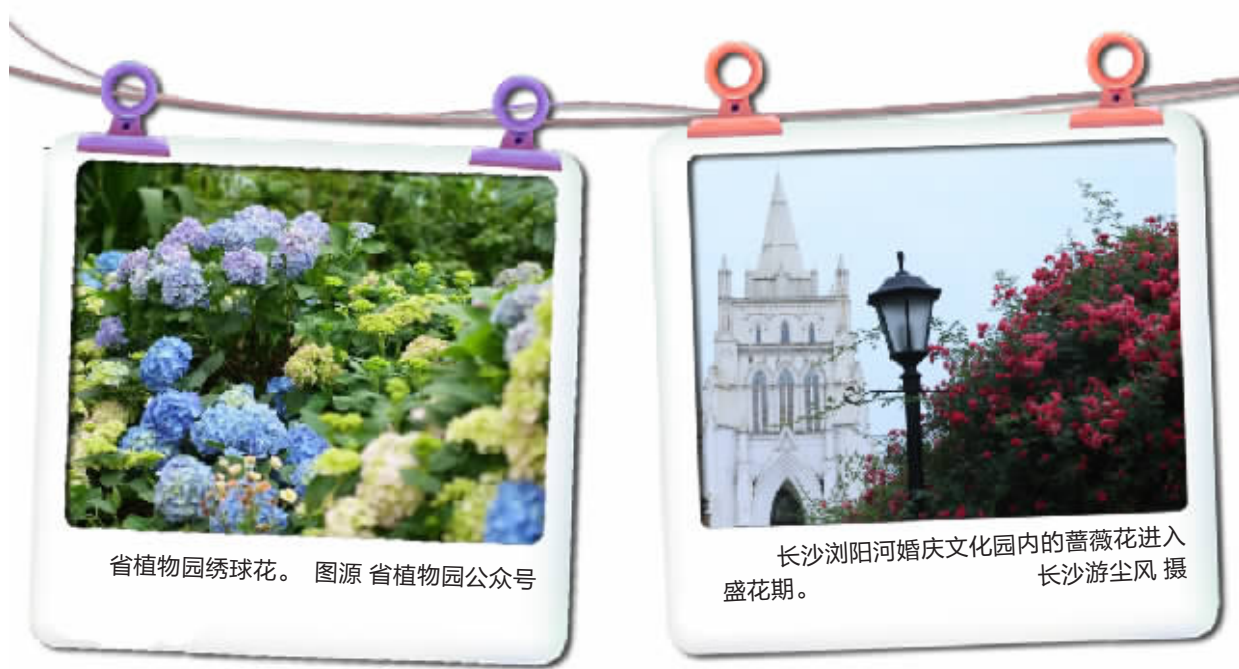 省植物园绣球花。 图源 省植物园公众号
长沙浏阳河婚庆文化园内的蔷薇花进入
盛花期。 长沙游尘风 摄